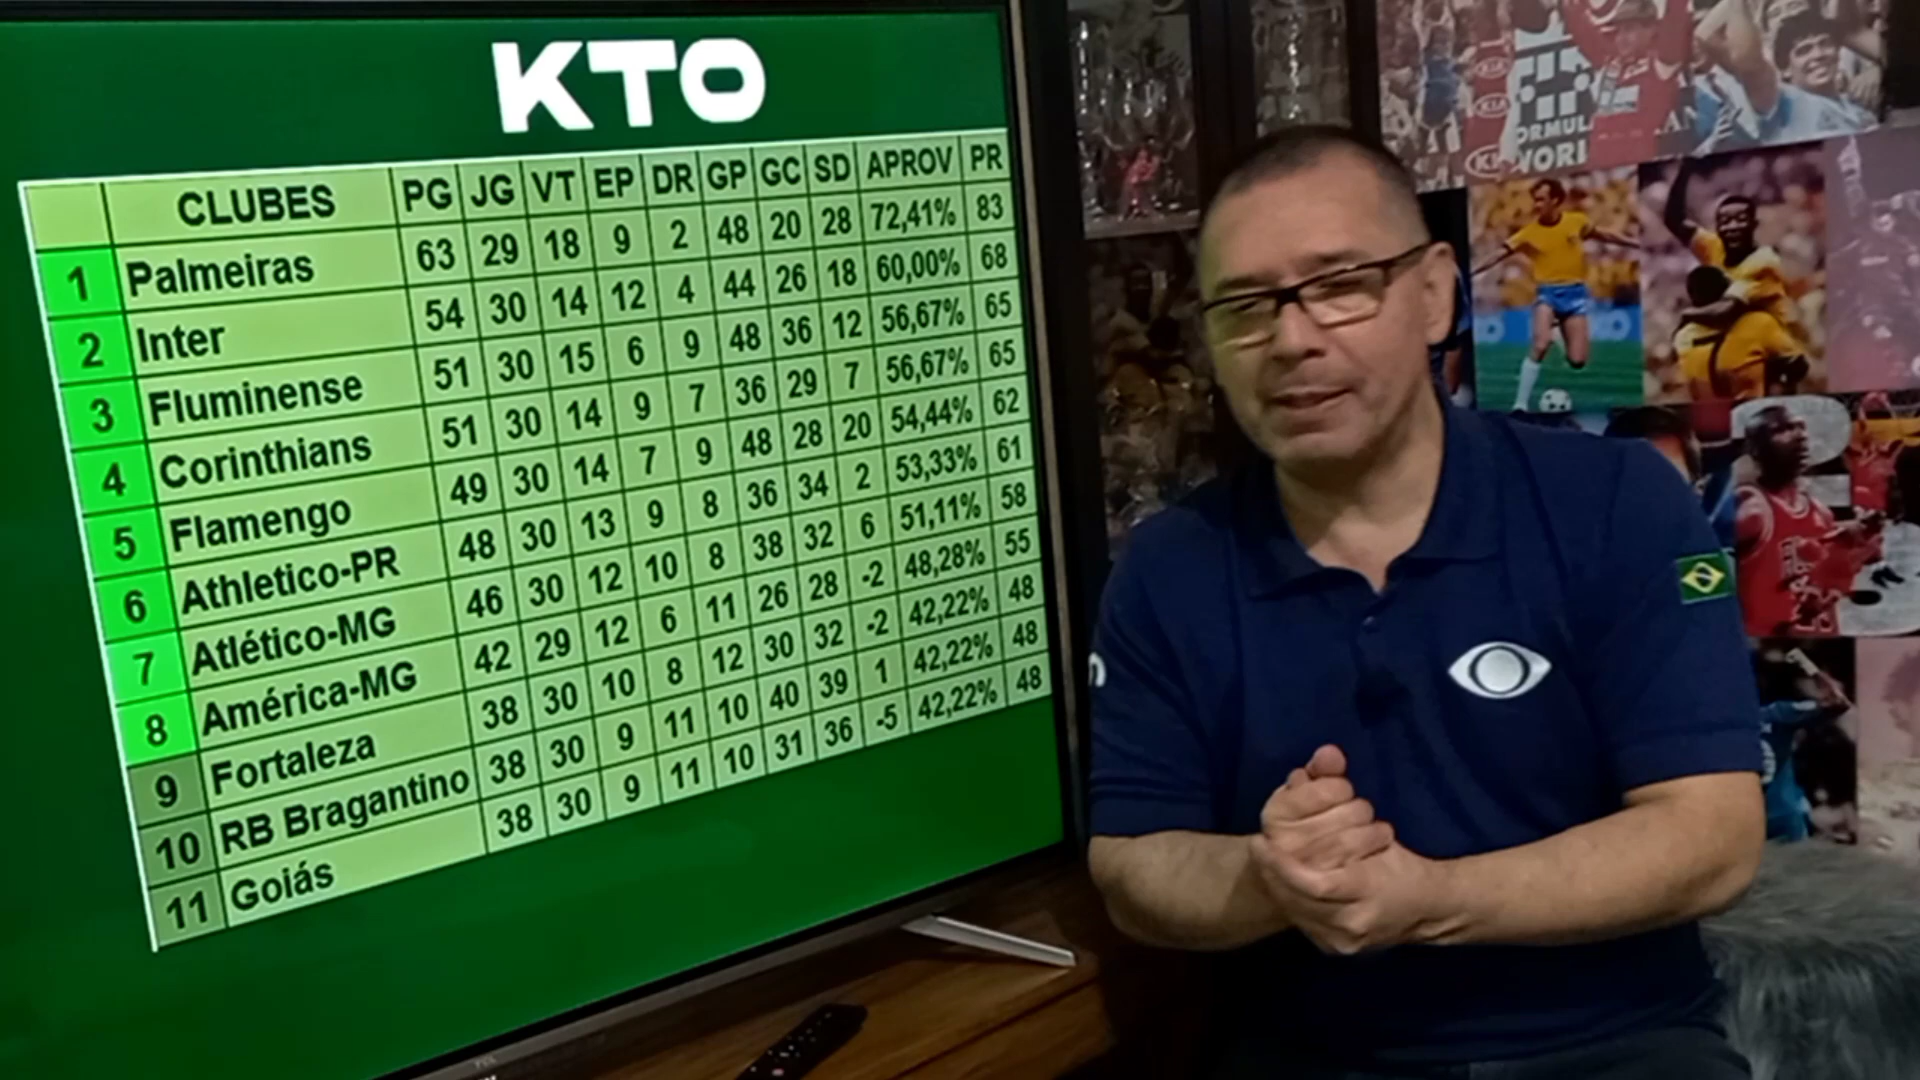 KTO
CLUBES PG JG VT EP DR GP GC SD APROV PR
1 Palmeiras 63 29 18 9 2 48 20 28 72,41% 83
2 Inter 54 30 14 12 4 44 26 18 60,00% 68
3 Fluminense 51 30 15 6 9 48 36 12 56,67% 65
4 Corinthians 51 30 14 9 7 36 29 7 56,67% 65
5 Flamengo 49 30 14 7 9 48 28 20 54,44% 62
6 Athletico-PR 48 30 13 9 8 36 34 2 53,33% 61
7 Atlético-MG 46 30 12 10 8 38 32 6 51,11% 58
8 América-MG 42 29 12 6 11 26 28 -2 48,28% 55
9 Fortaleza 38 30 10 8 12 30 32 -2 42,22% 48
10 RB Bragantino 38 30 9 11 10 40 39 1 42,22% 48
11 Goiás 38 30 9 11 10 31 36 -5 42,22% 48
KIA
KIA